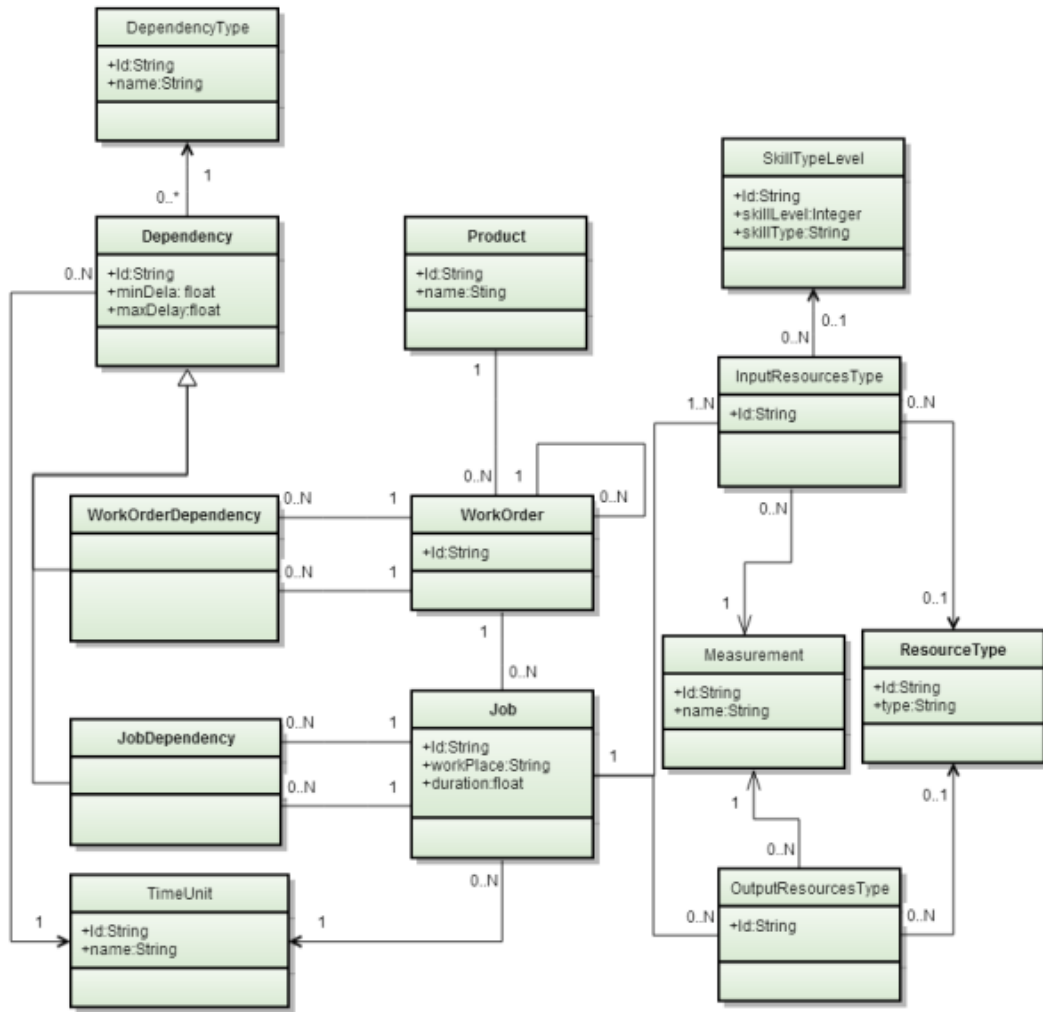 DependencyType
+Id:String
+name:String
1
0..*
Dependency
+Id:String
+minDela: float
+maxDelay:float
0..N
Product
+Id:String
+name:Sting
1
0..N
SkillTypeLevel
+Id:String
+skillLevel:Integer
+skillType:String
0..1
0..N
InputResourcesType
+Id:String
1..N
0..N
0..N
1
0..N
WorkOrderDependency
0..N
1
0..N
1
WorkOrder
+Id:String
1
0..N
1
0..1
Measurement
+Id:String
+name:String
ResourceType
+Id:String
+type:String
JobDependency
0..N
1
0..N
1
Job
+Id:String
+workPlace:String
+duration:float
1
0..N
1
0..1
0..N
TimeUnit
+Id:String
+name:String
1
1
OutputResourcesType
+Id:String
0..N
0..N